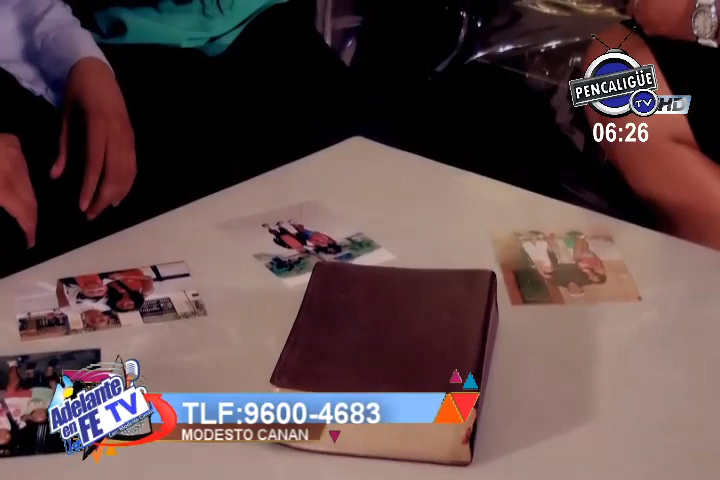 PENCALIGÜE
TV HD
06:26
Adelante
en FE TV
TLF:9600-4683
MODESTO CANAN